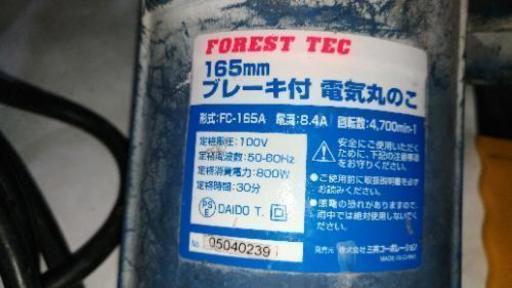 FOREST TEC
165mm
ブレーキ付 電気丸のこ
形式:FC-165A 電流:8.4A 回転数:4,700min-1
定格電圧:100V
定格周波数:50-60Hz
定格消費電力:800W
定格時間:30分
PS
E
DAIDO T.
No. 05040239
安全にご使用いただく
ために、下記の注意事項
をお守りください。
●ご使用前に取扱説明書を必ず
お読みください。
●感電の恐れがありますので、
雨中では絶対使用しないでく
ださい。
発売元 株式会社 三共コーポレーション
MADE IN CHINA